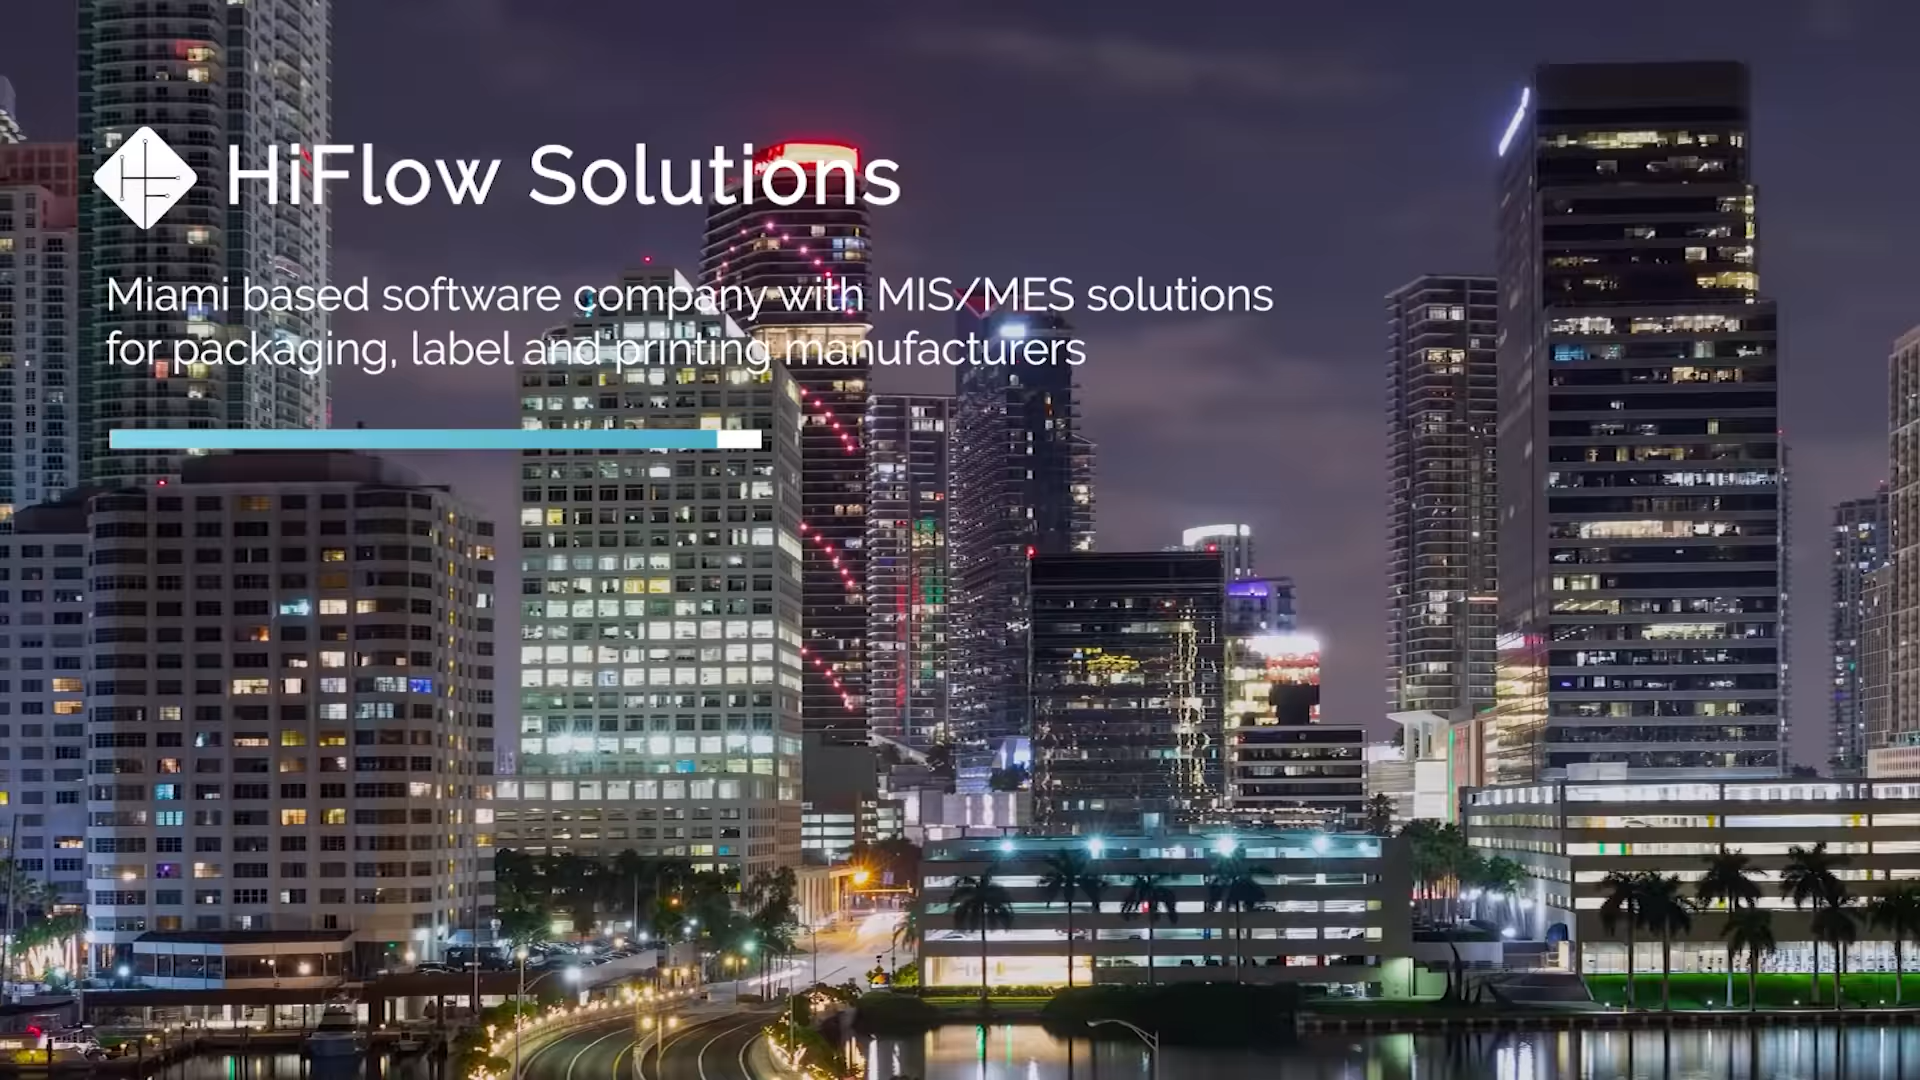 HiFlow Solutions
Miami based software company with MIS/MES solutions
for packaging, label and printing manufacturers